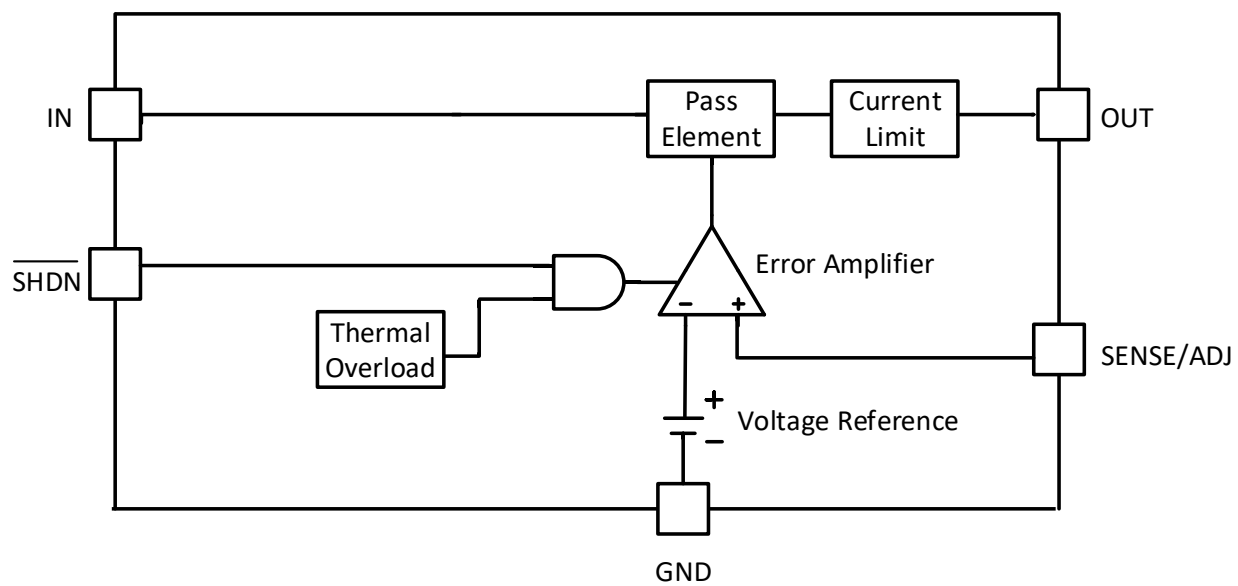 IN
Pass
Element
Current
Limit
OUT
SHDN
Error Amplifier
- +
Thermal
Overload
SENSE/ADJ
+
Voltage Reference
-
GND